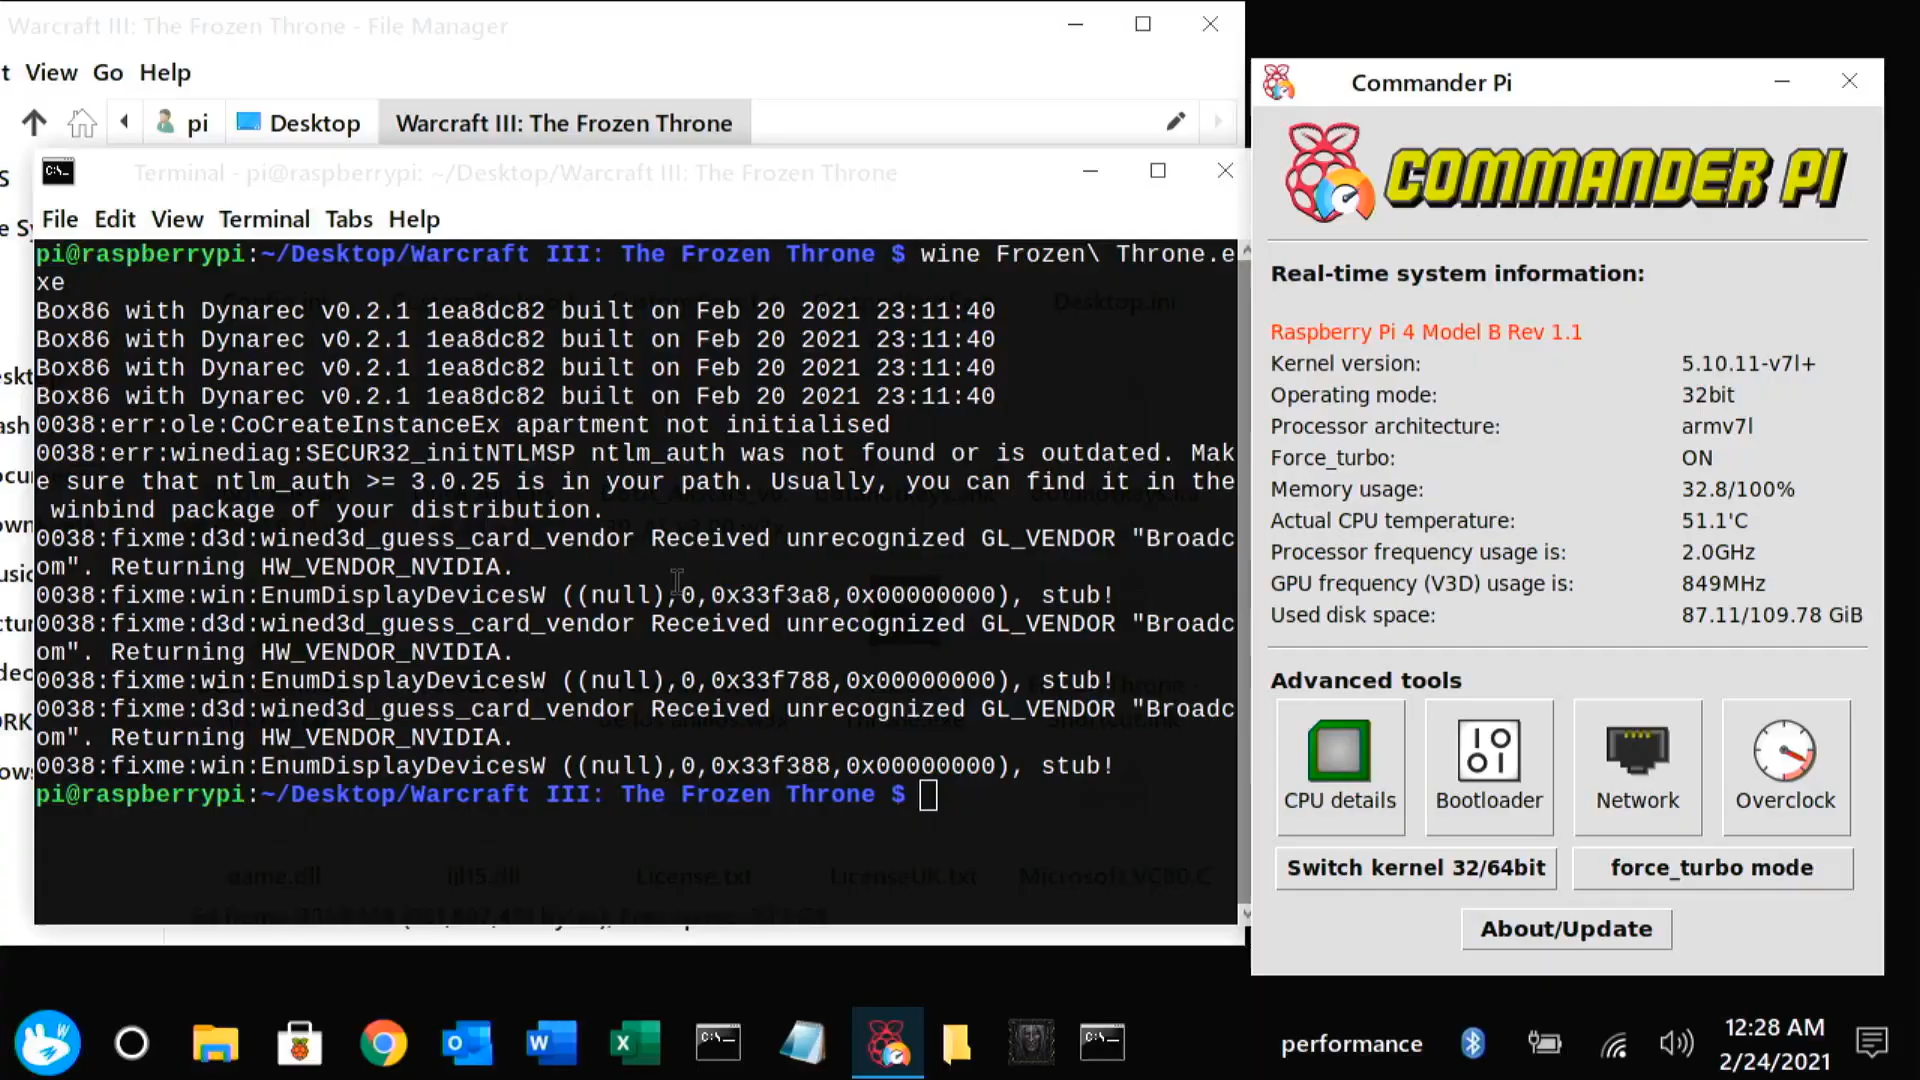 Warcraft III: The Frozen Throne - File Manager
t View Go Help
pi Desktop Warcraft III: The Frozen Throne
Terminal - pi@raspberrypi: ~/Desktop/Warcraft III: The Frozen Throne
File Edit View Terminal Tabs Help
pi@raspberrypi:~/Desktop/Warcraft III: The Frozen Throne $ wine Frozen\ Throne.e
xe
Box86 with Dynarec v0.2.1 1ea8dc82 built on Feb 20 2021 23:11:40
Box86 with Dynarec v0.2.1 1ea8dc82 built on Feb 20 2021 23:11:40
Box86 with Dynarec v0.2.1 1ea8dc82 built on Feb 20 2021 23:11:40
Box86 with Dynarec v0.2.1 1ea8dc82 built on Feb 20 2021 23:11:40
0038:err:ole:CoCreateInstanceEx apartment not initialised
0038:err:winediag:SECUR32_initNTLMSP ntlm_auth was not found or is outdated. Mak
e sure that ntlm_auth >= 3.0.25 is in your path. Usually, you can find it in the
winbind package of your distribution.
0038:fixme:d3d:wined3d_guess_card_vendor Received unrecognized GL_VENDOR "Broadc
om". Returning HW_VENDOR_NVIDIA.
0038:fixme:win:EnumDisplayDevicesW ((null),0,0x33f3a8,0x00000000), stub!
0038:fixme:d3d:wined3d_guess_card_vendor Received unrecognized GL_VENDOR "Broadc
om". Returning HW_VENDOR_NVIDIA.
0038:fixme:win:EnumDisplayDevicesW ((null),0,0x33f788,0x00000000), stub!
0038:fixme:d3d:wined3d_guess_card_vendor Received unrecognized GL_VENDOR "Broadc
om". Returning HW_VENDOR_NVIDIA.
0038:fixme:win:EnumDisplayDevicesW ((null),0,0x33f388,0x00000000), stub!
pi@raspberrypi:~/Desktop/Warcraft III: The Frozen Throne $
Desktop.ini
game.dll ijl15.dll License.txt LicenseUK.txt Microsoft.VC80.C
Commander Pi
COMMANDER PI
Real-time system information:
Raspberry Pi 4 Model B Rev 1.1
Kernel version: 5.10.11-v7l+
Operating mode: 32bit
Processor architecture: armv7l
Force_turbo: ON
Memory usage: 32.8/100%
Actual CPU temperature: 51.1'C
Processor frequency usage is: 2.0GHz
GPU frequency (V3D) usage is: 849MHz
Used disk space: 87.11/109.78 GiB
Advanced tools
CPU details Bootloader Network Overclock
Switch kernel 32/64bit force_turbo mode
About/Update
performance
12:28 AM
2/24/2021